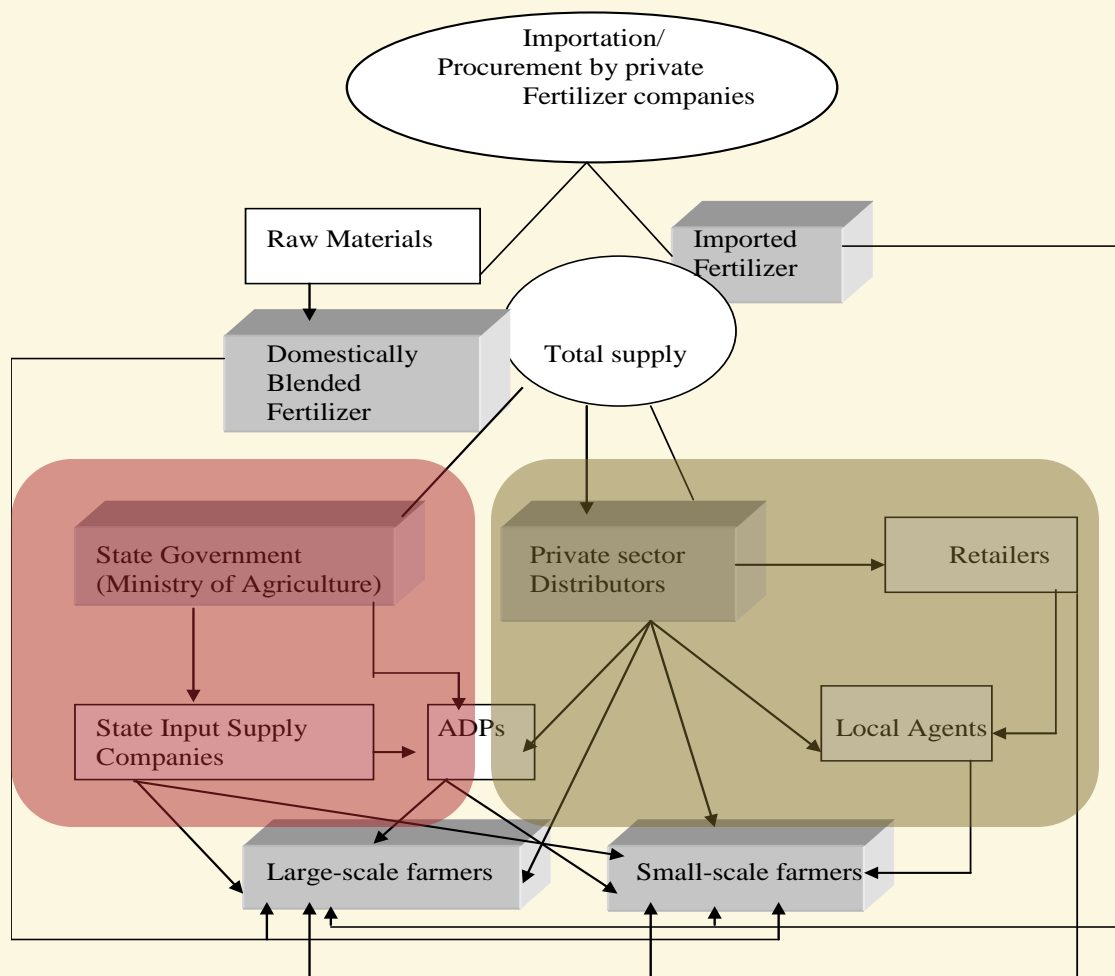 Importation/
Procurement by private
Fertilizer companies
Raw Materials
Imported
Fertilizer
Total supply
Domestically
Blended
Fertilizer
State Government
(Ministry of Agriculture)
Private sector
Distributors
Retailers
State Input Supply
Companies
ADPs
Local Agents
Large-scale farmers
Small-scale farmers